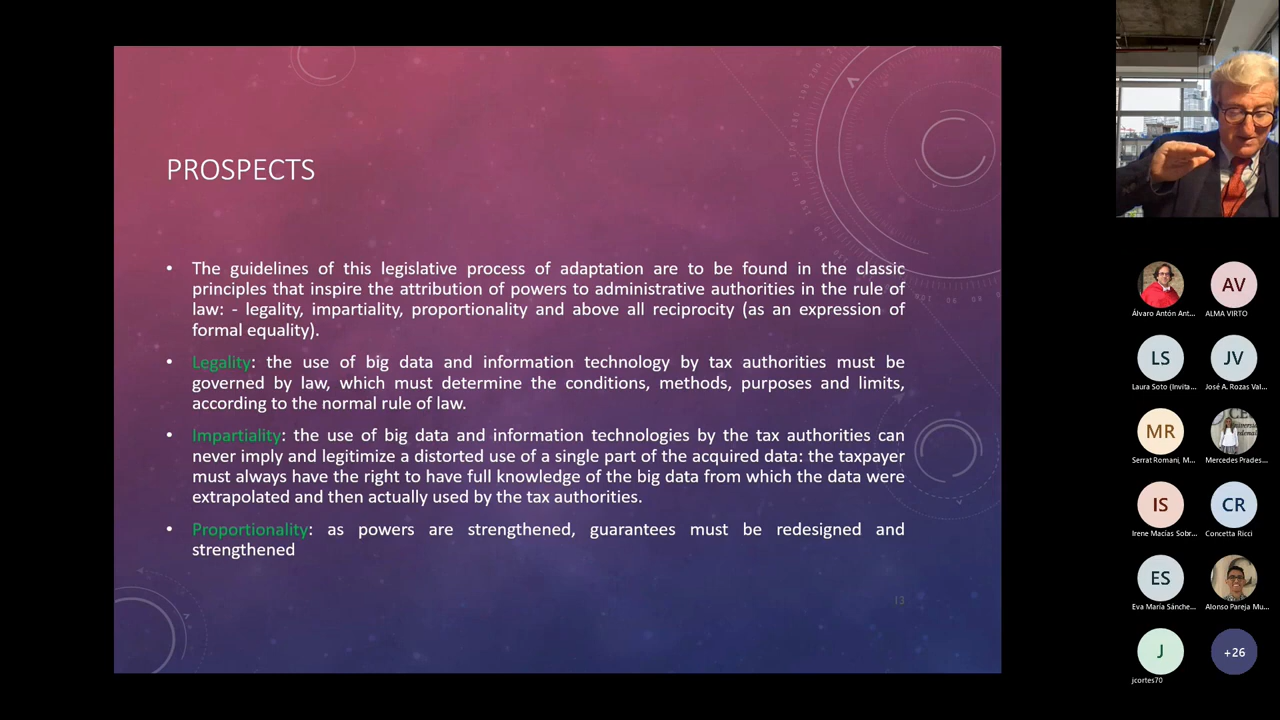 PROSPECTS
• The guidelines of this legislative process of adaptation are to be found in the classic
principles that inspire the attribution of powers to administrative authorities in the rule of
law: - legality, impartiality, proportionality and above all reciprocity (as an expression of
formal equality).
• Legality: the use of big data and information technology by tax authorities must be
governed by law, which must determine the conditions, methods, purposes and limits,
according to the normal rule of law.
• Impartiality: the use of big data and information technologies by the tax authorities can
never imply and legitimize a distorted use of a single part of the acquired data: the taxpayer
must always have the right to have full knowledge of the big data from which the data were
extrapolated and then actually used by the tax authorities.
• Proportionality: as powers are strengthened, guarantees must be redesigned and
strengthened
13
AV
Álvaro Antón Ant...
ALMA VIRTO
LS
JV
Laura Soto (Invita...
José A. Rozas Val...
MR
Serrat Romani, M...
Mercedes Prades...
IS
CR
Irene Macías Sobr...
Concetta Ricci
ES
Eva María Sánche...
Alonso Pareja Mu...
J
+26
jcortes70